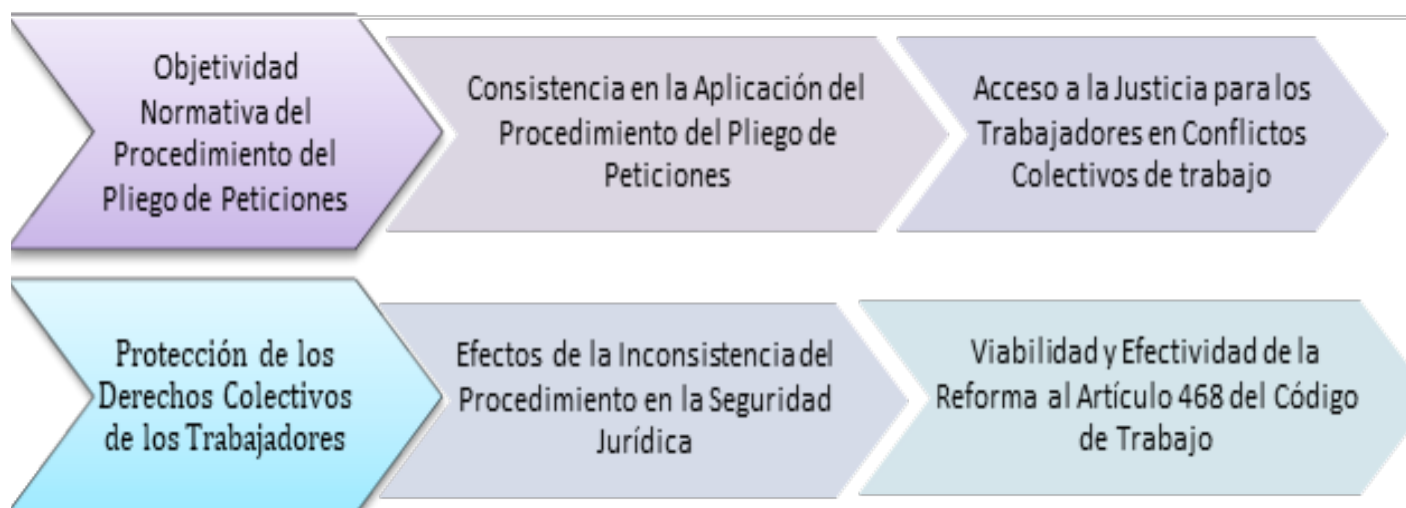 Objetividad
Normativa del
Procedimiento del
Pliego de Peticiones
Consistencia en la Aplicación del
Procedimiento del Pliego de
Peticiones
Acceso a la Justicia para los
Trabajadores en Conflictos
Colectivos de trabajo
Protección de los
Derechos Colectivos
de los Trabajadores
Efectos de la Inconsistencia del
Procedimiento en la Seguridad
Jurídica
Viabilidad y Efectividad de la
Reforma al Artículo 468 del Código
de Trabajo